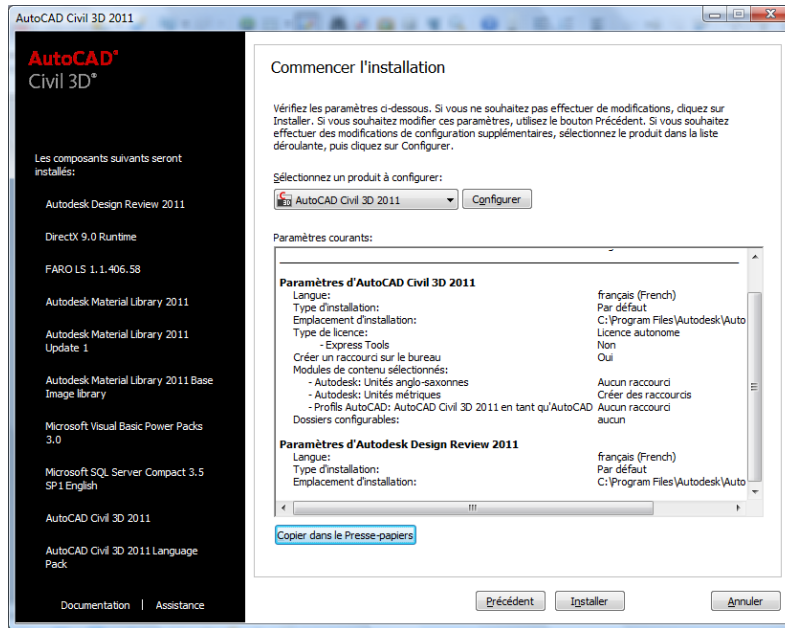 AutoCAD Civil 3D 2011
AutoCAD®
Civil 3D®
Les composants suivants seront
installés:
Autodesk Design Review 2011
DirectX 9.0 Runtime
FARO LS 1.1.406.58
Autodesk Material Library 2011
Autodesk Material Library 2011
Update 1
Autodesk Material Library 2011 Base
Image library
Microsoft Visual Basic Power Packs
3.0
Microsoft SQL Server Compact 3.5
SP1 English
AutoCAD Civil 3D 2011
AutoCAD Civil 3D 2011 Language
Pack
Documentation | Assistance
Commencer l'installation
Vérifiez les paramètres ci-dessous. Si vous ne souhaitez pas effectuer de modifications, cliquez sur
Installer. Si vous souhaitez modifier ces paramètres, utilisez le bouton Précédent. Si vous souhaitez
effectuer des modifications de configuration supplémentaires, sélectionnez le produit dans la liste
déroulante, puis cliquez sur Configurer.
Sélectionnez un produit à configurer:
AutoCAD Civil 3D 2011 Configurer
Paramètres courants:
Paramètres d'AutoCAD Civil 3D 2011
Langue: français (French)
Type d'installation: Par défaut
Emplacement d'installation: C:\Program Files\Autodesk\Auto
Type de licence: Licence autonome
- Express Tools Non
Créer un raccourci sur le bureau Oui
Modules de contenu sélectionnés:
- Autodesk: Unités anglo-saxonnes Aucun raccourci
- Autodesk: Unités métriques Créer des raccourcis
- Profils AutoCAD: AutoCAD Civil 3D 2011 en tant qu'AutoCAD Aucun raccourci
Dossiers configurables: aucun
Paramètres d'Autodesk Design Review 2011
Langue: français (French)
Type d'installation: Par défaut
Emplacement d'installation: C:\Program Files\Autodesk\Auto
Copier dans le Presse-papiers
Précédent Installer Annuler